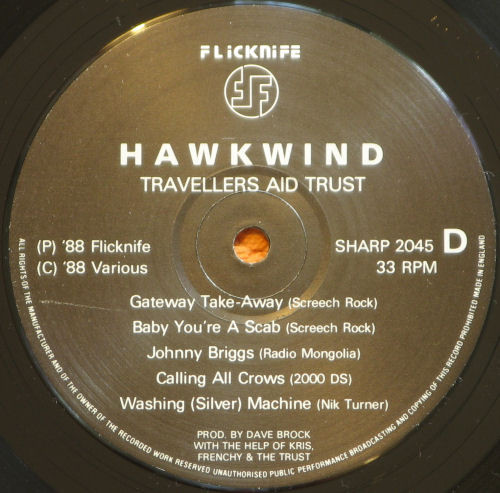 FLiCKNiFE
HAWKWIND
TRAVELLERS AID TRUST
(P) '88 Flicknife
(C) '88 Various
SHARP 2045 D
33 RPM
Gateway Take-Away (Screech Rock)
Baby You're A Scab (Screech Rock)
Johnny Briggs (Radio Mongolia)
Calling All Crows (2000 DS)
Washing (Silver) Machine (Nik Turner)
PROD. BY DAVE BROCK
WITH THE HELP OF KRIS,
FRENCHY & THE TRUST
ALL RIGHTS OF THE MANUFACTURER AND OF THE OWNER OF THE RECORDED WORK RESERVED UNAUTHORISED PUBLIC PERFORMANCE BROADCASTING AND COPYING OF THIS RECORD PROHIBITED MADE IN ENGLAND